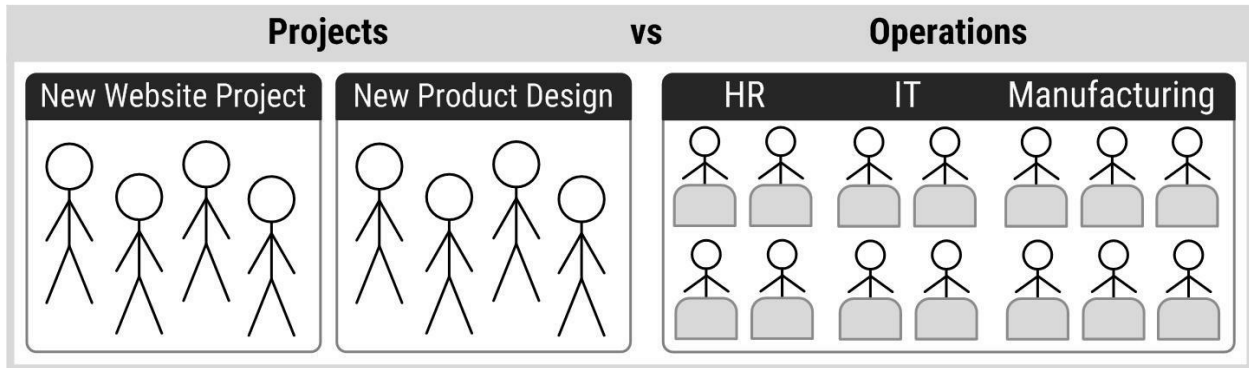 Projects vs Operations
New Website Project
New Product Design
HR IT Manufacturing